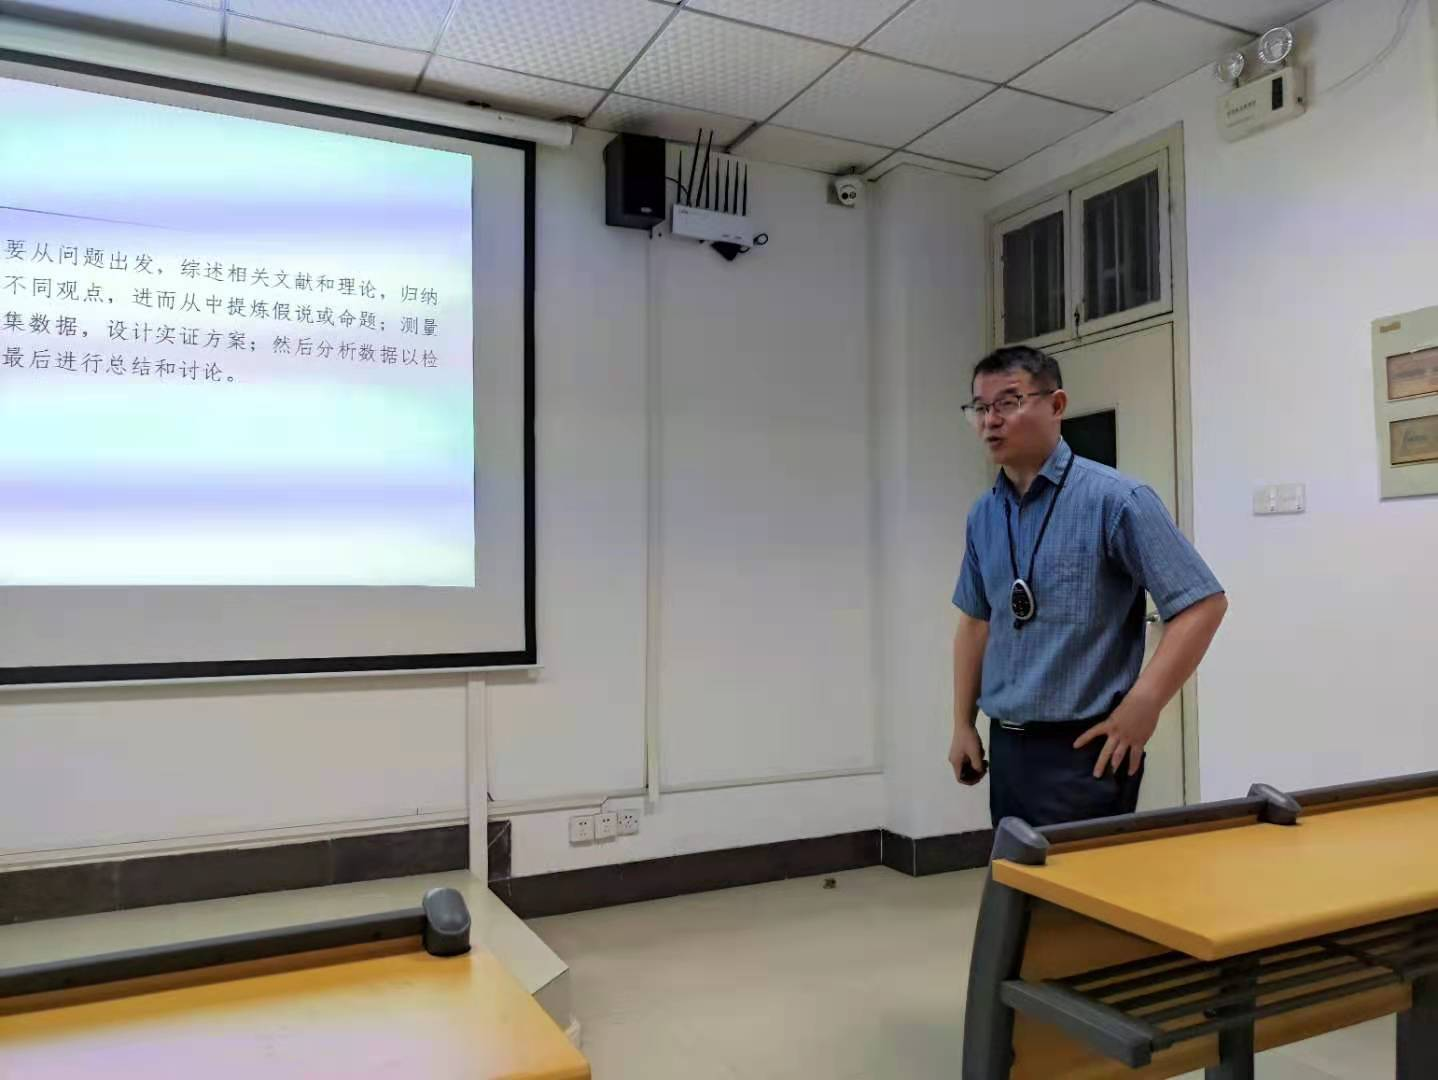 要从问题出发，综述相关文献和理论，归纳
不同观点，进而从中提炼假说或命题；测量
集数据，设计实证方案；然后分析数据以检
最后进行总结和讨论。